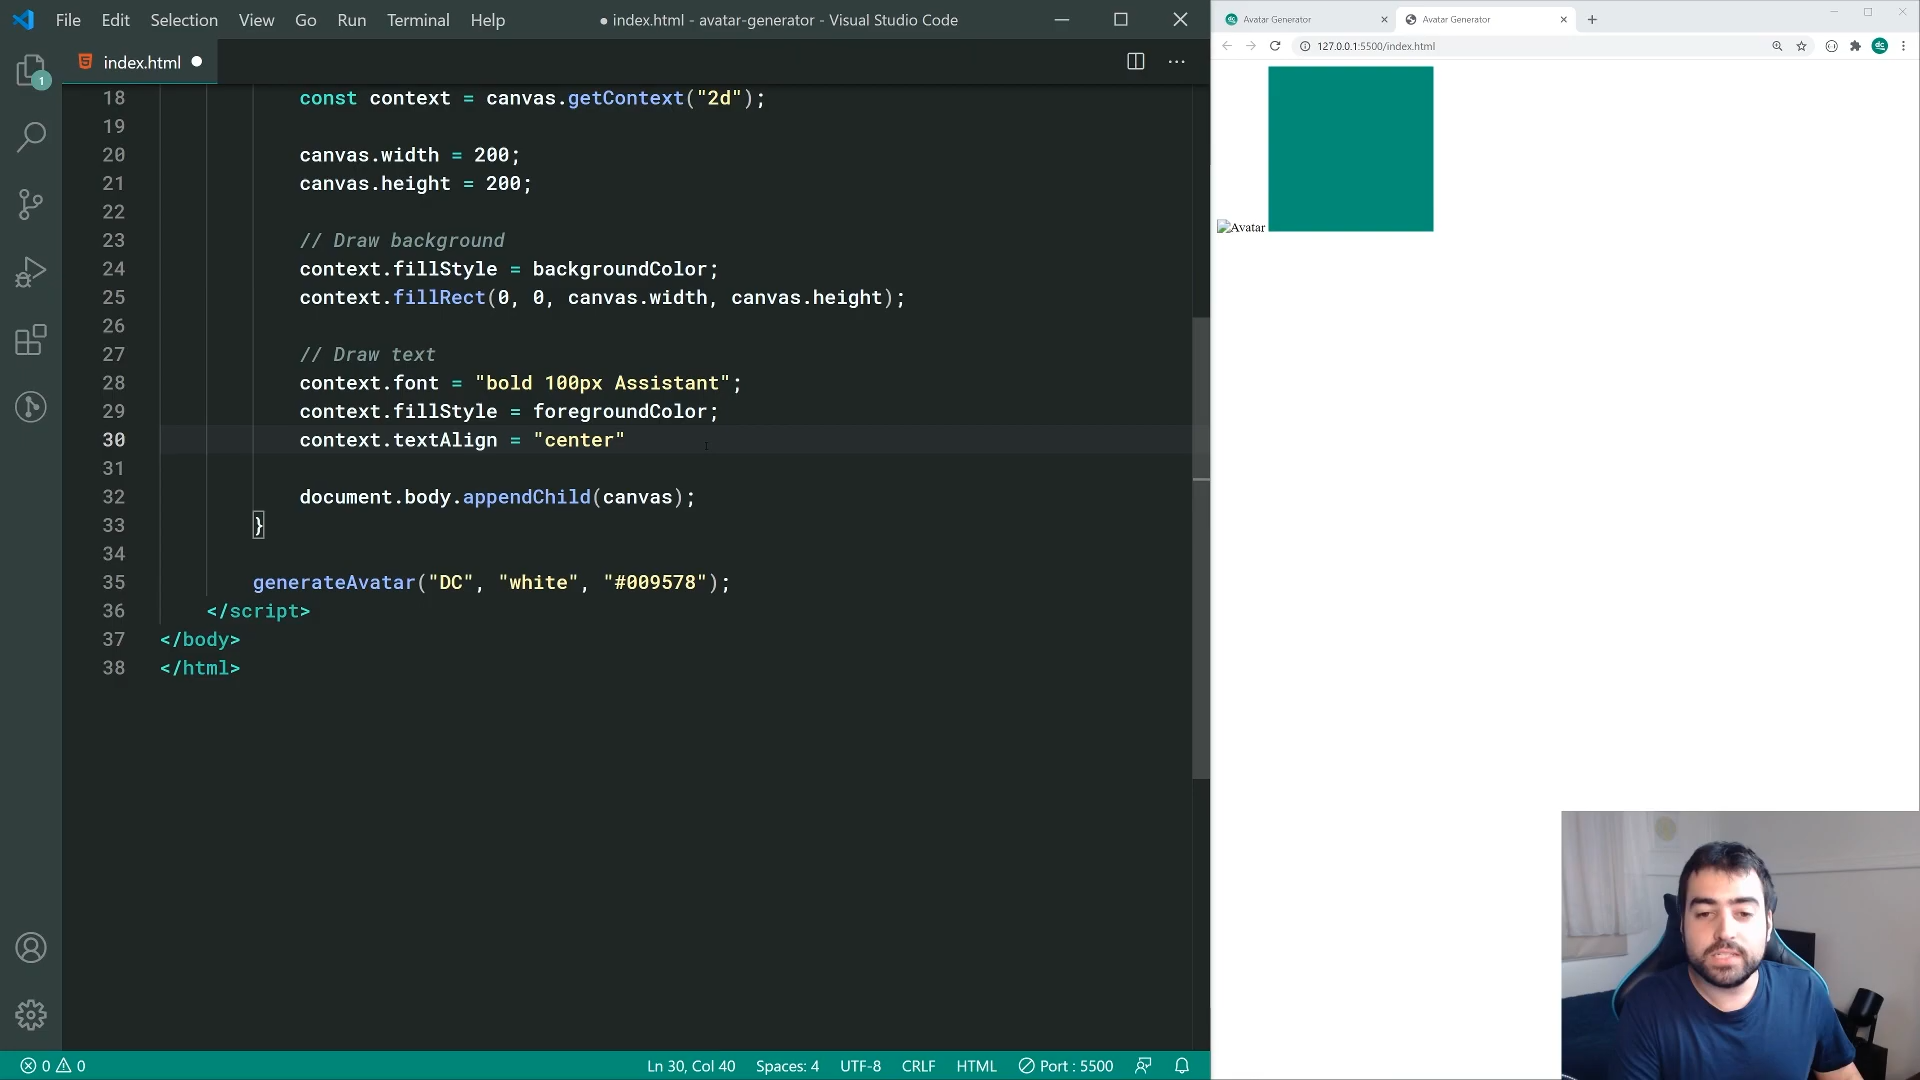 File Edit Selection View Go Run Terminal Help
● index.html - avatar-generator - Visual Studio Code
index.html ●
1
18 const context = canvas.getContext("2d");
19
20 canvas.width = 200;
21 canvas.height = 200;
22
23 // Draw background
24 context.fillStyle = backgroundColor;
25 context.fillRect(0, 0, canvas.width, canvas.height);
26
27 // Draw text
28 context.font = "bold 100px Assistant";
29 context.fillStyle = foregroundColor;
30 context.textAlign = "center"
31
32 document.body.appendChild(canvas);
33 }
34
35 generateAvatar("DC", "white", "#009578");
36 </script>
37 </body>
38 </html>
0 0
Ln 30, Col 40 Spaces: 4 UTF-8 CRLF HTML Port : 5500
dc Avatar Generator
Avatar Generator
127.0.0.1:5500/index.html
dc
Avatar